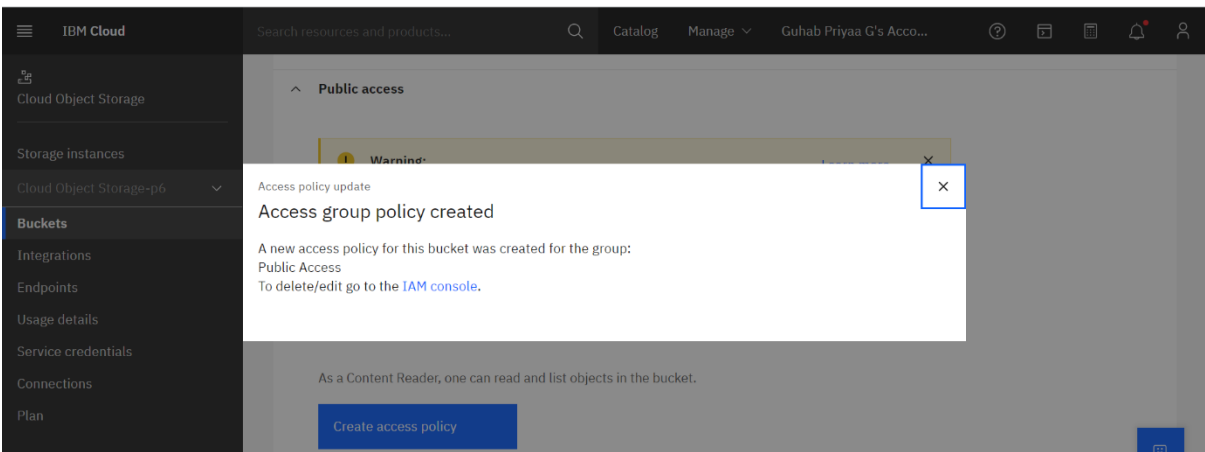 IBM Cloud
Search resources and products...
Catalog
Manage
Guhab Priyaa G's Acco...
Cloud Object Storage
Storage instances
Cloud Object Storage-p6
Buckets
Integrations
Endpoints
Usage details
Service credentials
Connections
Plan
Public access
Warning:
Learn more
Access policy update
Access group policy created
A new access policy for this bucket was created for the group:
Public Access
To delete/edit go to the IAM console.
As a Content Reader, one can read and list objects in the bucket.
Create access policy